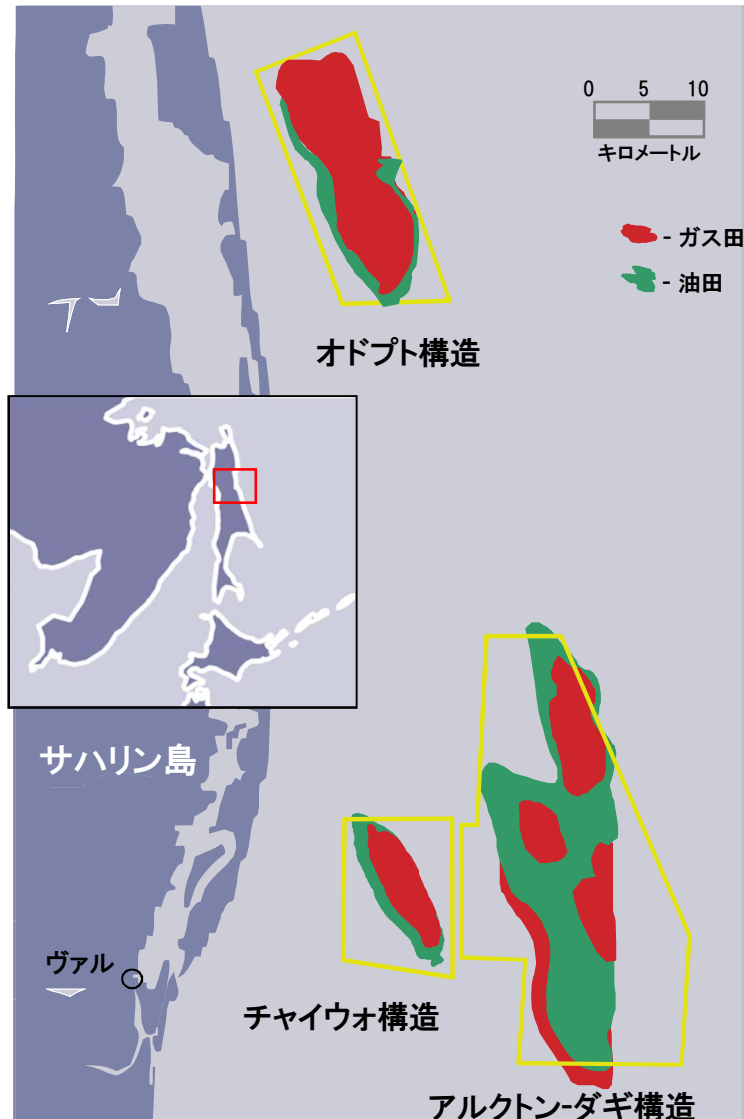 0 5 10
キロメートル
- ガス田
- 油田
オドプト構造
サハリン島
ヴァル
チャイウォ構造
アルクトン-ダギ構造